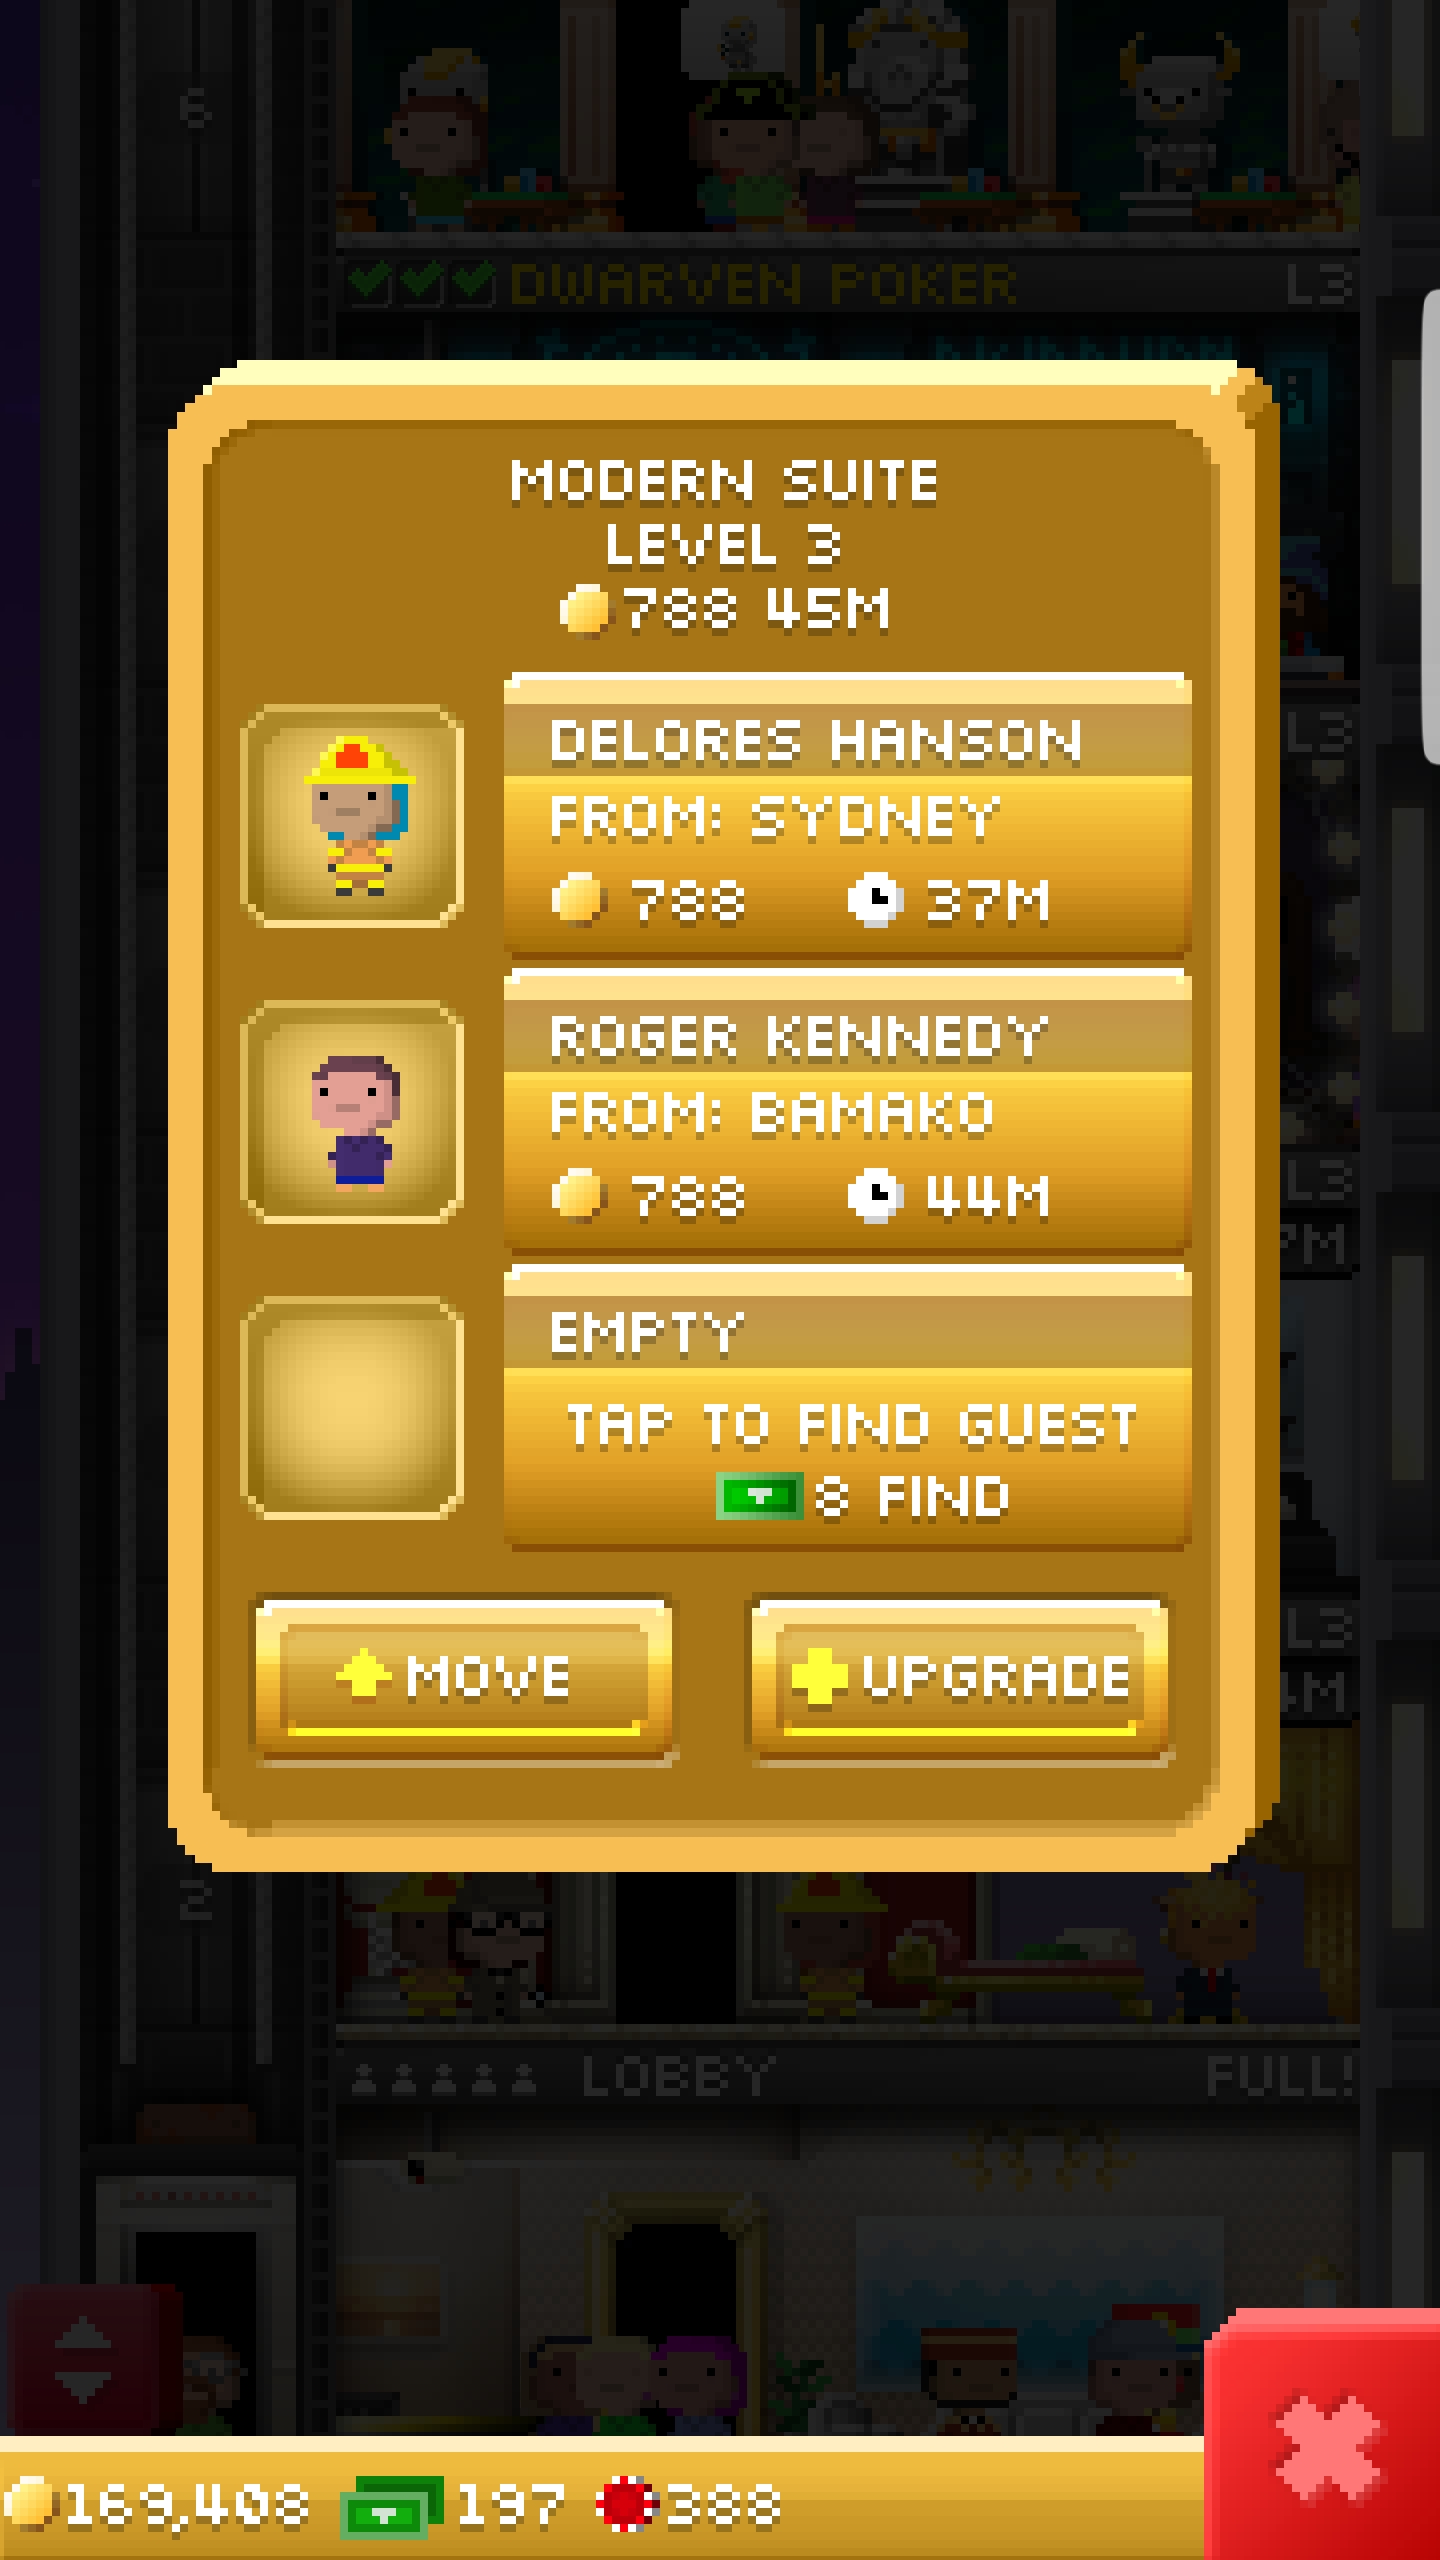 6
DWARVEN POKER L3
MODERN SUITE
LEVEL 3
788 45M
DELORES HANSON
FROM: SYDNEY
788 37M
L3
ROGER KENNEDY
FROM: BAMAKO
788 44M
L3
EMPTY
TAP TO FIND GUEST
8 FIND
L3
MOVE UPGRADE
2
LOBBY FULL!
169,408 197 388